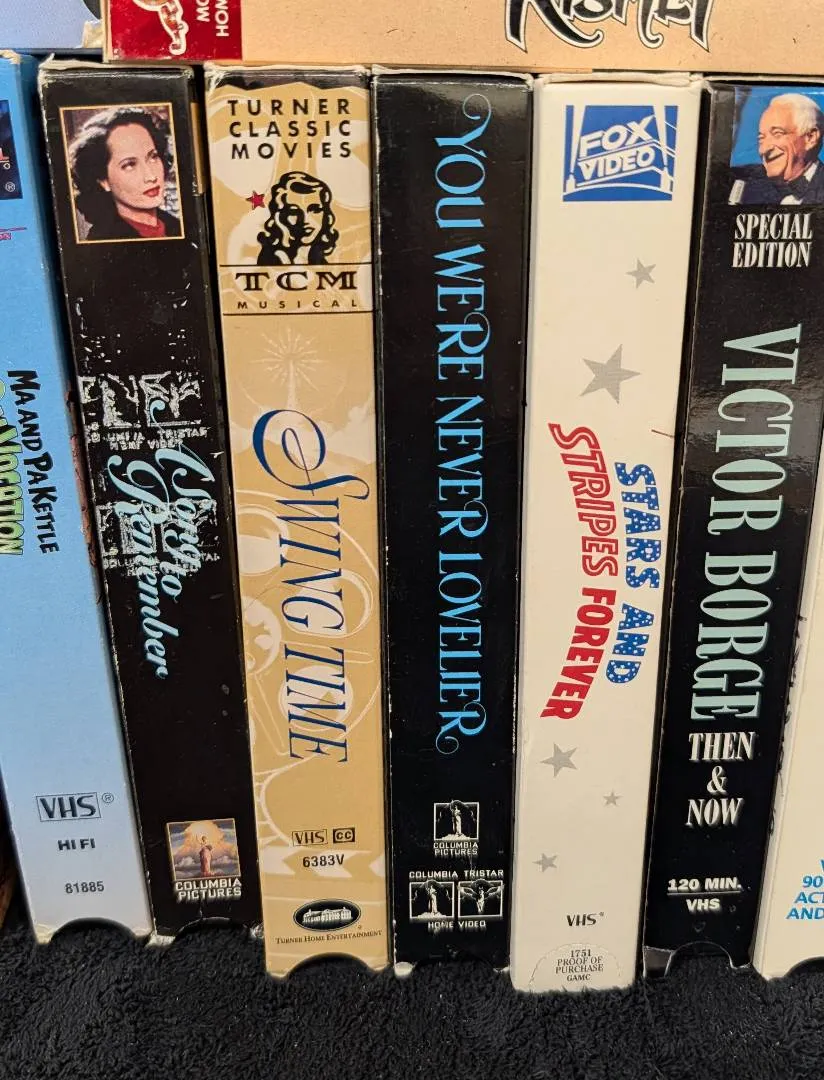 KISMET
MA AND PA KETTLE
VACATION
VHS®
HI FI
81885
A Song to
Remember
COLUMBIA
PICTURES
TURNER
CLASSIC
MOVIES
TCM
MUSICAL
SWING TIME
VHS CC
6383V
TURNER HOME ENTERTAINMENT
YOU WERE NEVER LOVELIER
COLUMBIA
PICTURES
COLUMBIA TRISTAR
HOME VIDEO
FOX
VIDEO
STARS AND
STRIPES FOREVER
VHS®
1751
PROOF OF
PURCHASE
GAMC
SPECIAL
EDITION
VICTOR BORGE
THEN
&
NOW
120 MIN.
VHS
90
AND